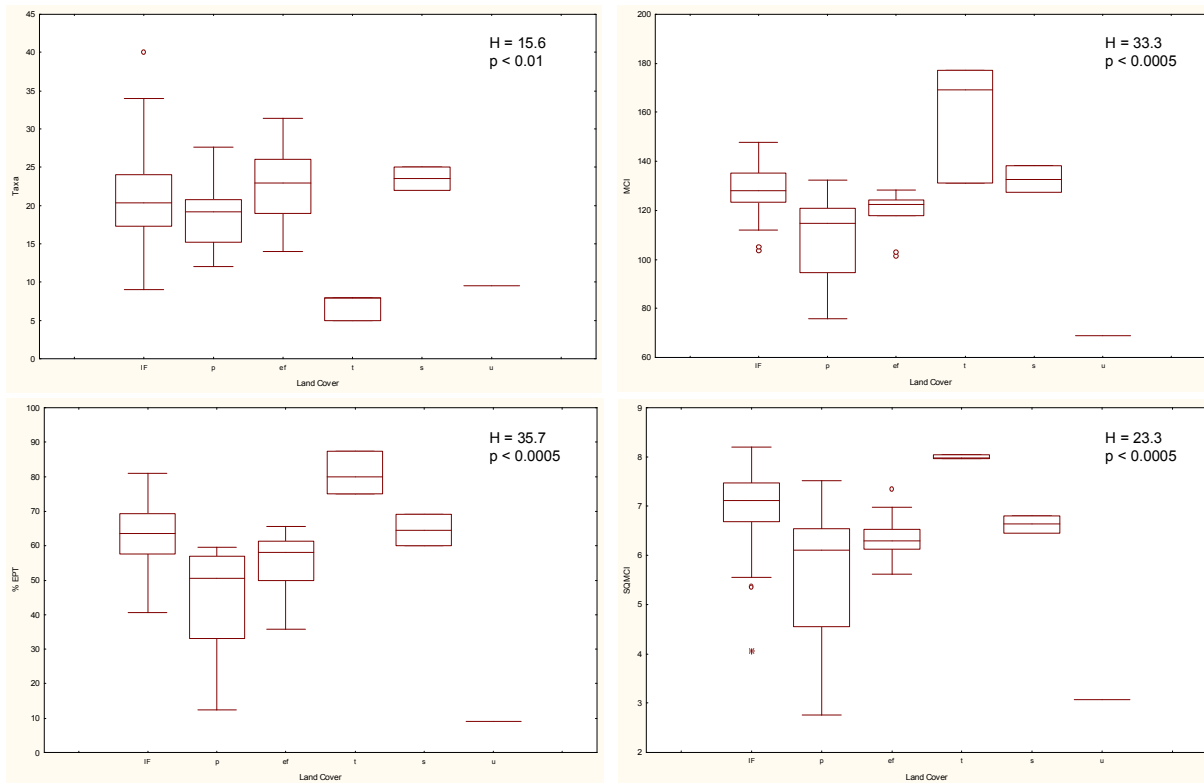 H = 15.6
p < 0.01
45
40
35
30
25
20
15
10
5
0
Taxa
IF p ef t s u
Land Cover
H = 33.3
p < 0.0005
200
180
160
140
120
100
80
60
MCI
IF p ef t s u
Land Cover
H = 35.7
p < 0.0005
100
90
80
70
60
50
40
30
20
10
0
% EPT
IF p ef t s u
Land Cover
H = 23.3
p < 0.0005
9
8
7
6
5
4
3
2
SQMCI
IF p ef t s u
Land Cover